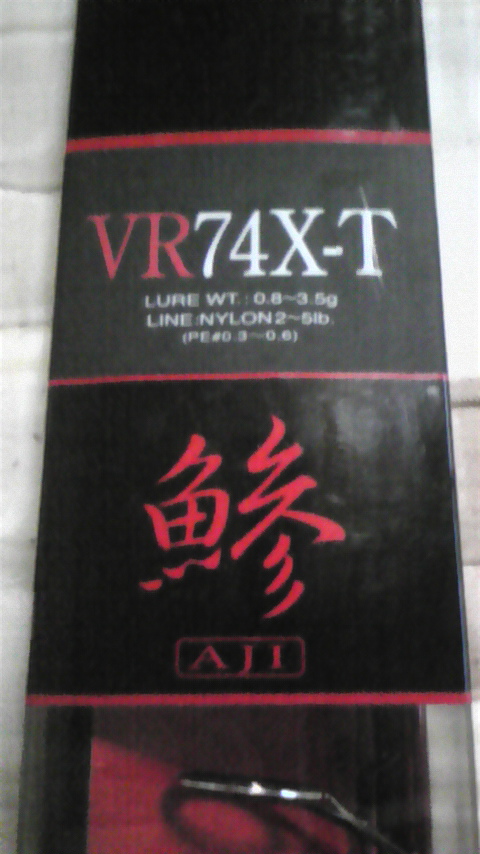 VR74X-T
LURE WT.: 0.8~3.5g
LINE:NYLON 2~5lb.
(PE#0.3~0.6)
鯵
AJI